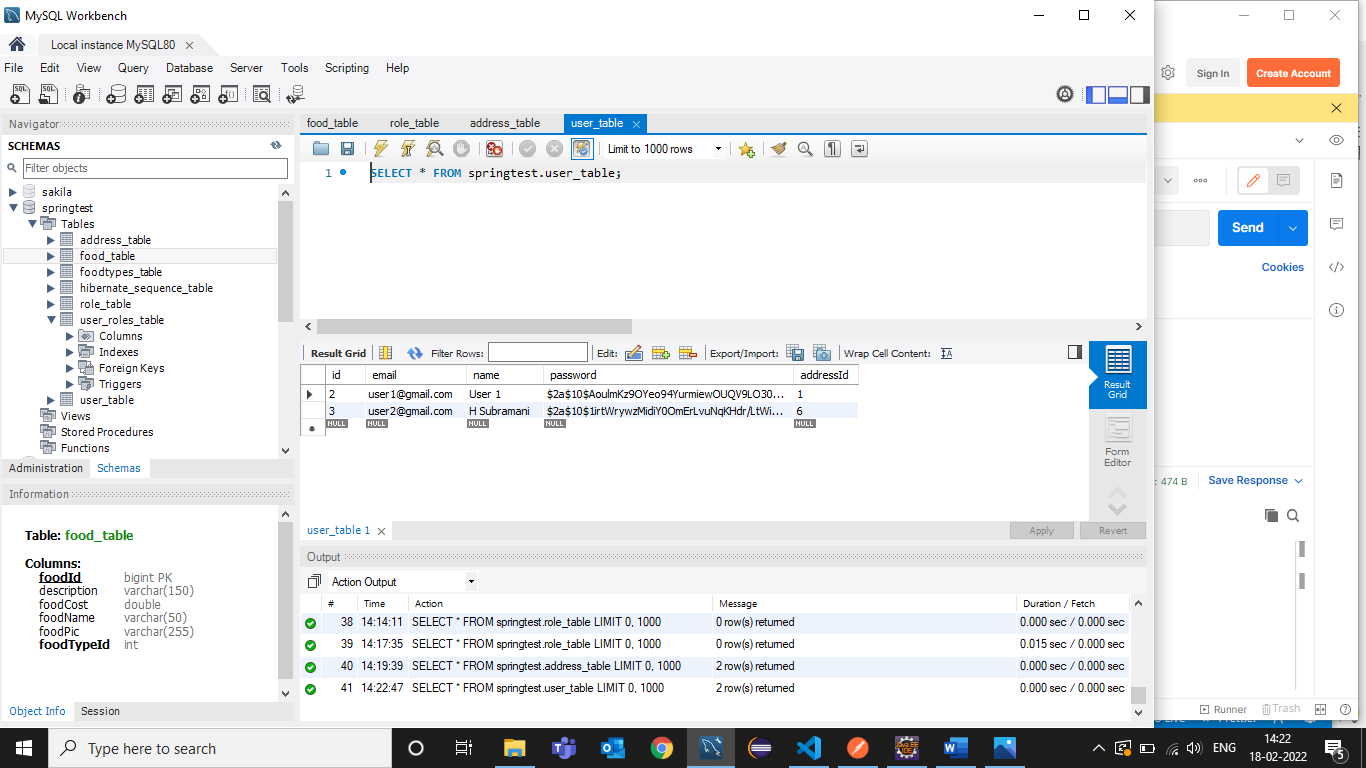 MySQL Workbench
Local instance MySQL80
File Edit View Query Database Server Tools Scripting Help
Sign In Create Account
Navigator
SCHEMAS
Filter objects
sakila
springtest
Tables
address_table
food_table
foodtypes_table
hibernate_sequence_table
role_table
user_roles_table
Columns
Indexes
Foreign Keys
Triggers
user_table
Views
Stored Procedures
Functions
Administration Schemas
Information
Table: food_table
Columns:
foodId bigint PK
description varchar(150)
foodCost double
foodName varchar(50)
foodPic varchar(255)
foodTypeId int
Object Info Session
food_table role_table address_table user_table
Limit to 1000 rows
1 SELECT * FROM springtest.user_table;
Result Grid Filter Rows: Edit: Export/Import: Wrap Cell Content:
id email name password addressId
2 user1@gmail.com User 1 $2a$10$AoulmKz9OYeo94YurmiewOUQV9LO30... 1
3 user2@gmail.com H Subramani $2a$10$1irtWrywzMidiY0OmErLvuNqKHdr/LtWi... 6
NULL NULL NULL NULL NULL
Result
Grid
Form
Editor
user_table 1
Apply Revert
Output
Action Output
# Time Action Message Duration / Fetch
38 14:14:11 SELECT * FROM springtest.role_table LIMIT 0, 1000 0 row(s) returned 0.000 sec / 0.000 sec
39 14:17:35 SELECT * FROM springtest.role_table LIMIT 0, 1000 0 row(s) returned 0.015 sec / 0.000 sec
40 14:19:39 SELECT * FROM springtest.address_table LIMIT 0, 1000 2 row(s) returned 0.000 sec / 0.000 sec
41 14:22:47 SELECT * FROM springtest.user_table LIMIT 0, 1000 2 row(s) returned 0.000 sec / 0.000 sec
Send
Cookies
474 B Save Response
Runner Trash
Type here to search
ENG
14:22
18-02-2022
5